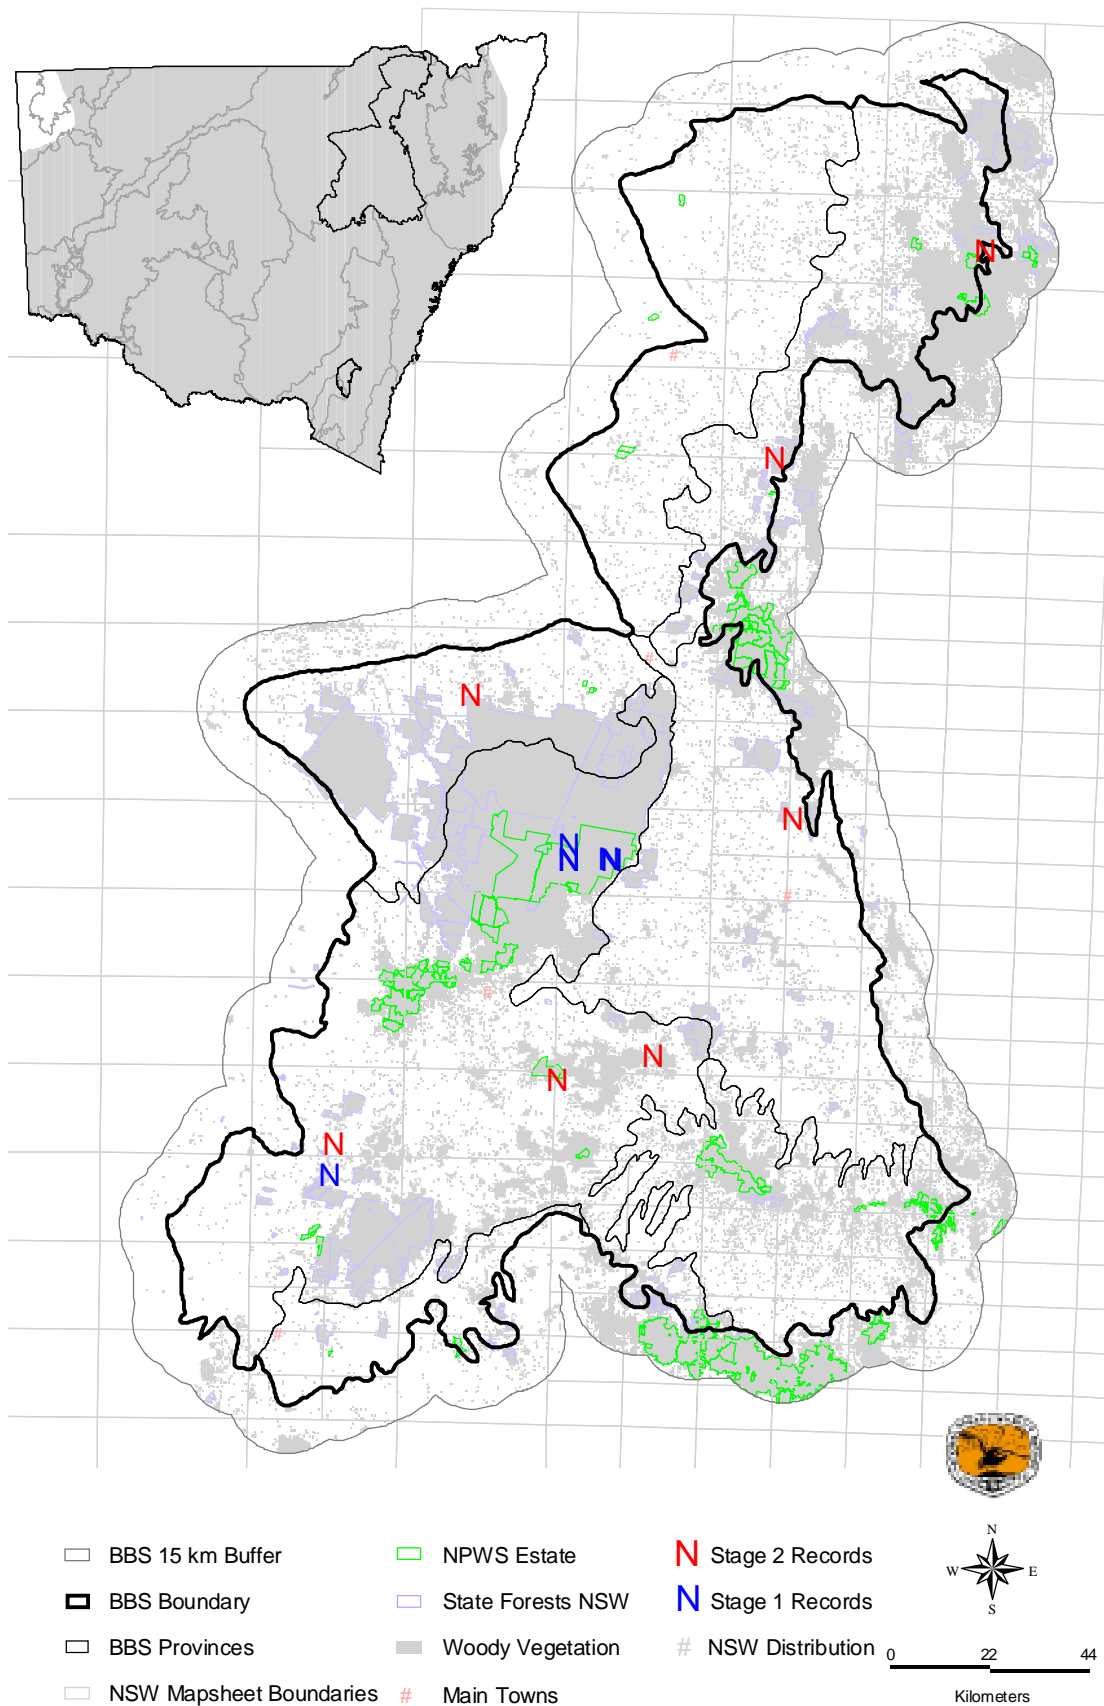 N
N
N
N
N
N
N
N
N
N
N
#
#
#
#
#
BBS 15 km Buffer
BBS Boundary
BBS Provinces
NSW Mapsheet Boundaries
NPWS Estate
State Forests NSW
Woody Vegetation
# Main Towns
N Stage 2 Records
N Stage 1 Records
# NSW Distribution
N
W E
S
0 22 44
Kilometers